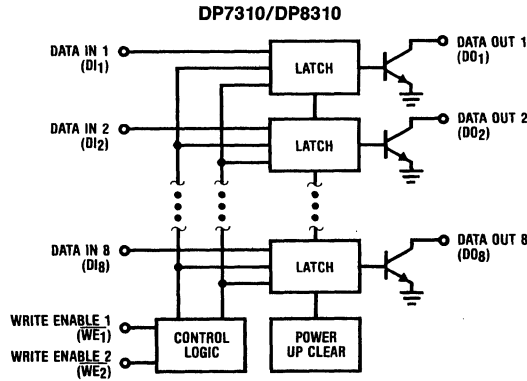 DP7310/DP8310
DATA IN 1
(DI₁)
LATCH
DATA OUT 1
(DO₁)
DATA IN 2
(DI₂)
LATCH
DATA OUT 2
(DO₂)
DATA IN 8
(DI₈)
LATCH
DATA OUT 8
(DO₈)
WRITE ENABLE 1
(W̅E̅₁)
WRITE ENABLE 2
(W̅E̅₂)
CONTROL
LOGIC
POWER
UP CLEAR